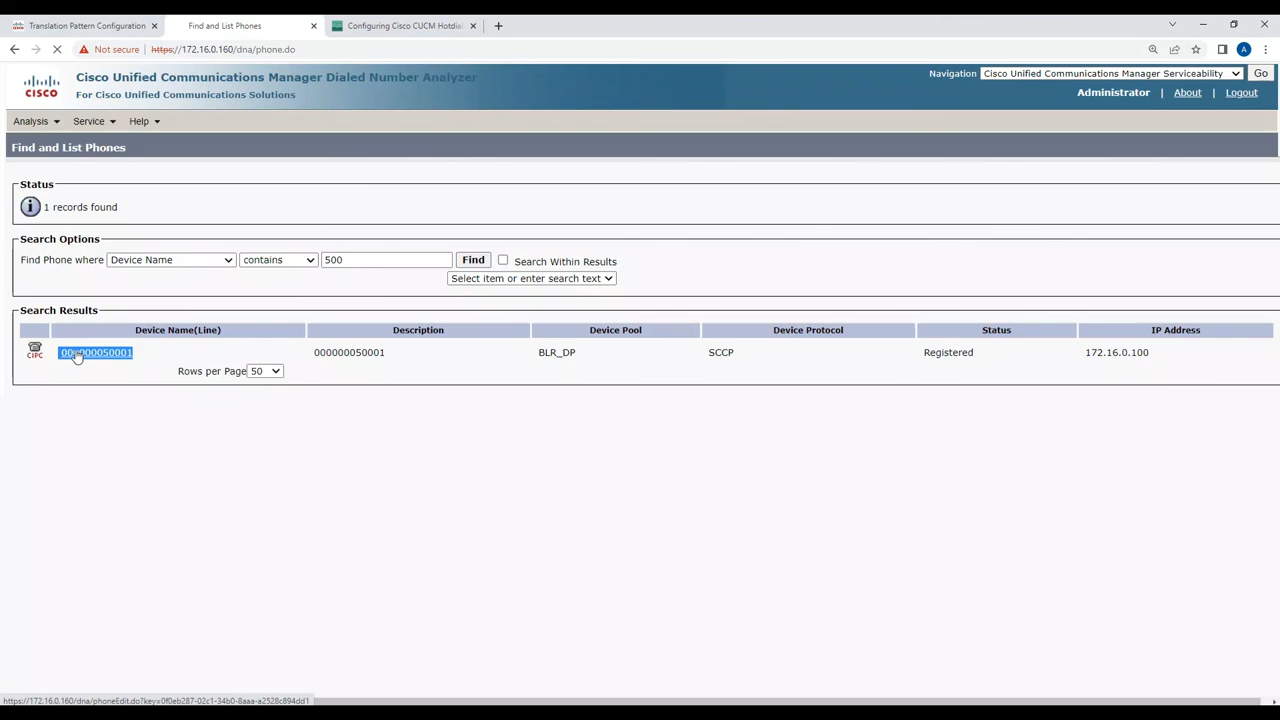 Translation Pattern Configuration
Find and List Phones
Configuring Cisco CUCM Hotdial
Not secure
https://172.16.0.160/dna/phone.do
A
CISCO
Cisco Unified Communications Manager Dialed Number Analyzer
For Cisco Unified Communications Solutions
Navigation Cisco Unified Communications Manager Serviceability Go
Administrator | About | Logout
Analysis Service Help
Find and List Phones
Status
1 records found
Search Options
Find Phone where Device Name contains 500 Find Search Within Results
Select item or enter search text
Search Results
Device Name(Line) Description Device Pool Device Protocol Status IP Address
CIPC 000000050001 000000050001 BLR_DP SCCP Registered 172.16.0.100
Rows per Page 50
https://172.16.0.160/dna/phoneEdit.do?key=0f0eb287-02c1-34b0-8aaa-a2528c894dd1